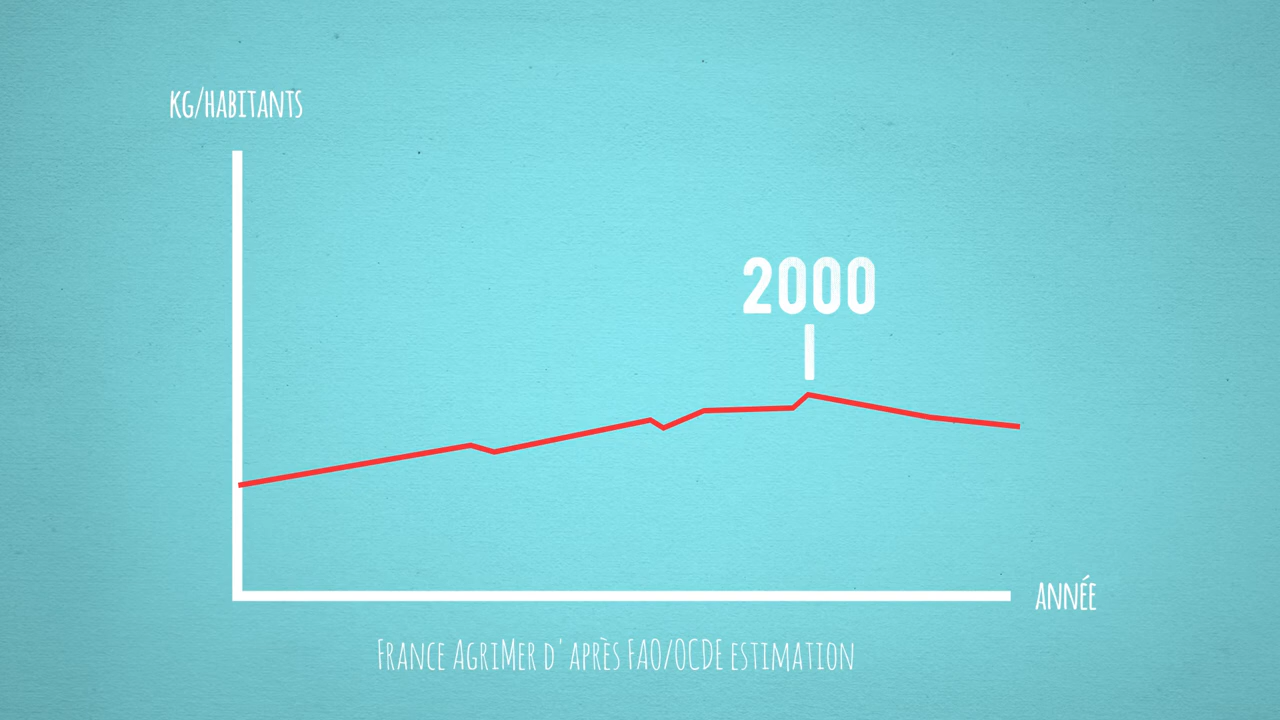 KG/HABITANTS
2000
ANNÉE
FRANCE AGRIMER D'APRÈS FAO/OCDE ESTIMATION